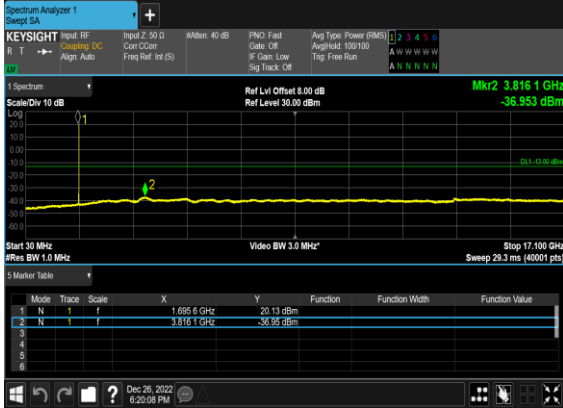 Spectrum Analyzer 1
Swept SA
+
KEYSIGHT Input: RF Input Z: 50 Ω #Atten: 40 dB PNO: Fast Avg Type: Power (RMS) 1 2 3 4 5 6
R T Coupling: DC Corr CCorr Gate: Off Avg|Hold: 100/100 A W W W W W
Align: Auto Freq Ref: Int (S) IF Gain: Low Trig: Free Run
Sig Track: Off A N N N N N
1 Spectrum
Scale/Div 10 dB
Ref Lvl Offset 8.00 dB
Ref Level 30.00 dBm
Mkr2 3.816 1 GHz
-36.953 dBm
Log
20.0
10.0
0.00
-10.0
-20.0
-30.0
-40.0
-50.0
-60.0
1
2
DL1 -13.00 dBm
Start 30 MHz Video BW 3.0 MHz* Stop 17.100 GHz
#Res BW 1.0 MHz Sweep 29.3 ms (40001 pts)
5 Marker Table
Mode Trace Scale X Y Function Function Width Function Value
1 N 1 f 1.695 6 GHz 20.13 dBm
2 N 1 f 3.816 1 GHz -36.95 dBm
3
4
5
6
?
Dec 26, 2022
6:20:08 PM